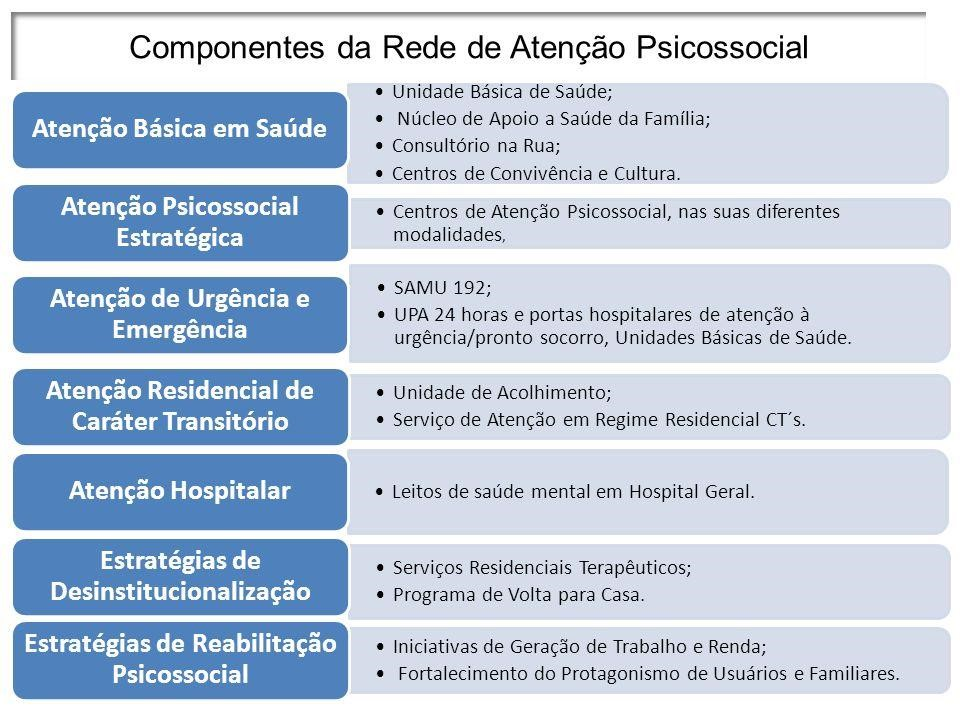 Componentes da Rede de Atenção Psicossocial
Atenção Básica em Saúde
• Unidade Básica de Saúde;
• Núcleo de Apoio a Saúde da Família;
• Consultório na Rua;
• Centros de Convivência e Cultura.
Atenção Psicossocial
Estratégica
• Centros de Atenção Psicossocial, nas suas diferentes
modalidades,
Atenção de Urgência e
Emergência
• SAMU 192;
• UPA 24 horas e portas hospitalares de atenção à
urgência/pronto socorro, Unidades Básicas de Saúde.
Atenção Residencial de
Caráter Transitório
• Unidade de Acolhimento;
• Serviço de Atenção em Regime Residencial CT´s.
Atenção Hospitalar
• Leitos de saúde mental em Hospital Geral.
Estratégias de
Desinstitucionalização
• Serviços Residenciais Terapêuticos;
• Programa de Volta para Casa.
Estratégias de Reabilitação
Psicossocial
• Iniciativas de Geração de Trabalho e Renda;
• Fortalecimento do Protagonismo de Usuários e Familiares.